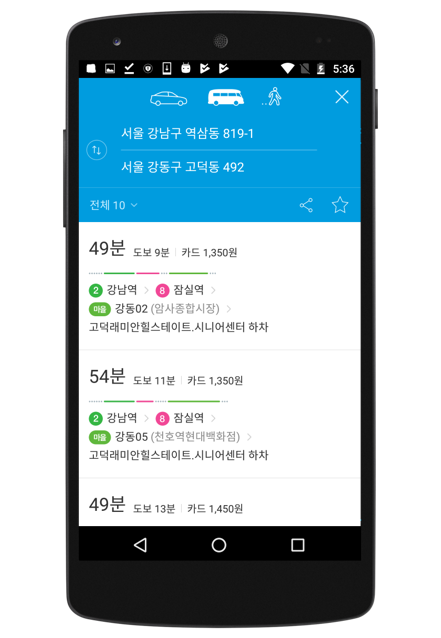 5:36
서울 강남구 역삼동 819-1
서울 강동구 고덕동 492
전체 10
49분 도보 9분 카드 1,350원
2 강남역 8 잠실역
마을 강동02 (암사종합시장)
고덕래미안힐스테이트.시니어센터 하차
54분 도보 11분 카드 1,350원
2 강남역 8 잠실역
마을 강동05 (천호역현대백화점)
고덕래미안힐스테이트.시니어센터 하차
49분 도보 13분 카드 1,450원